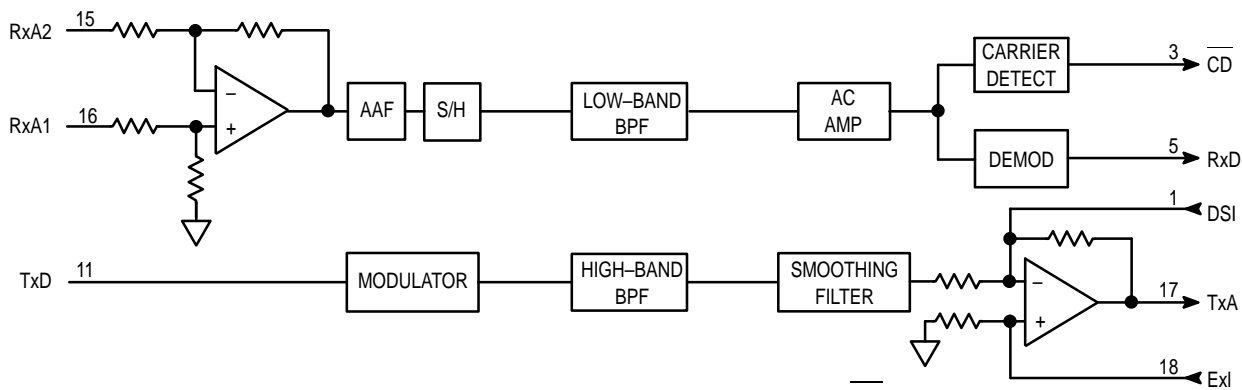 RxA2 15
RxA1 16
−
+
AAF
S/H
LOW–BAND
BPF
AC
AMP
CARRIER
DETECT
3 CD
DEMOD
5 RxD
1 DSI
TxD 11
MODULATOR
HIGH–BAND
BPF
SMOOTHING
FILTER
−
+
17 TxA
18 ExI